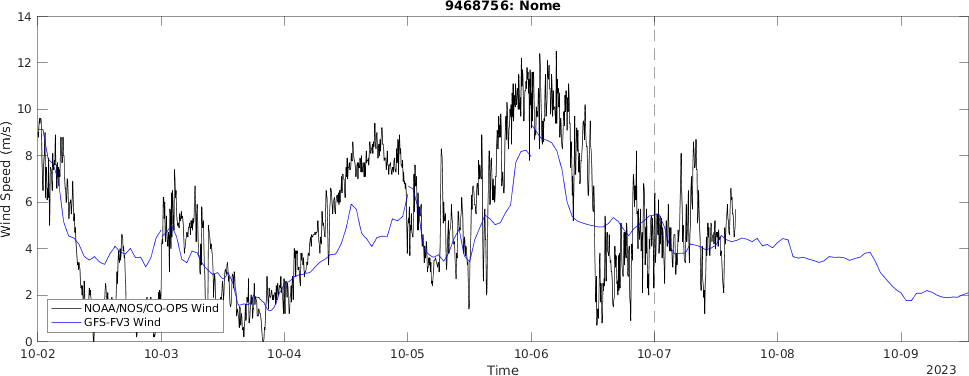 9468756: Nome
14
12
10
8
6
4
2
0
Wind Speed (m/s)
NOAA/NOS/CO-OPS Wind
GFS-FV3 Wind
10-02 10-03 10-04 10-05 10-06 10-07 10-08 10-09
Time
2023